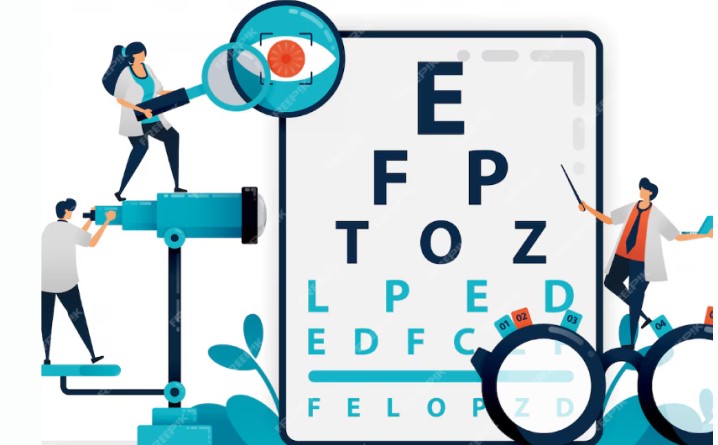 E
F P
T O Z
L P E D
E D F C Z P
F E L O P Z D
01 02 03 04